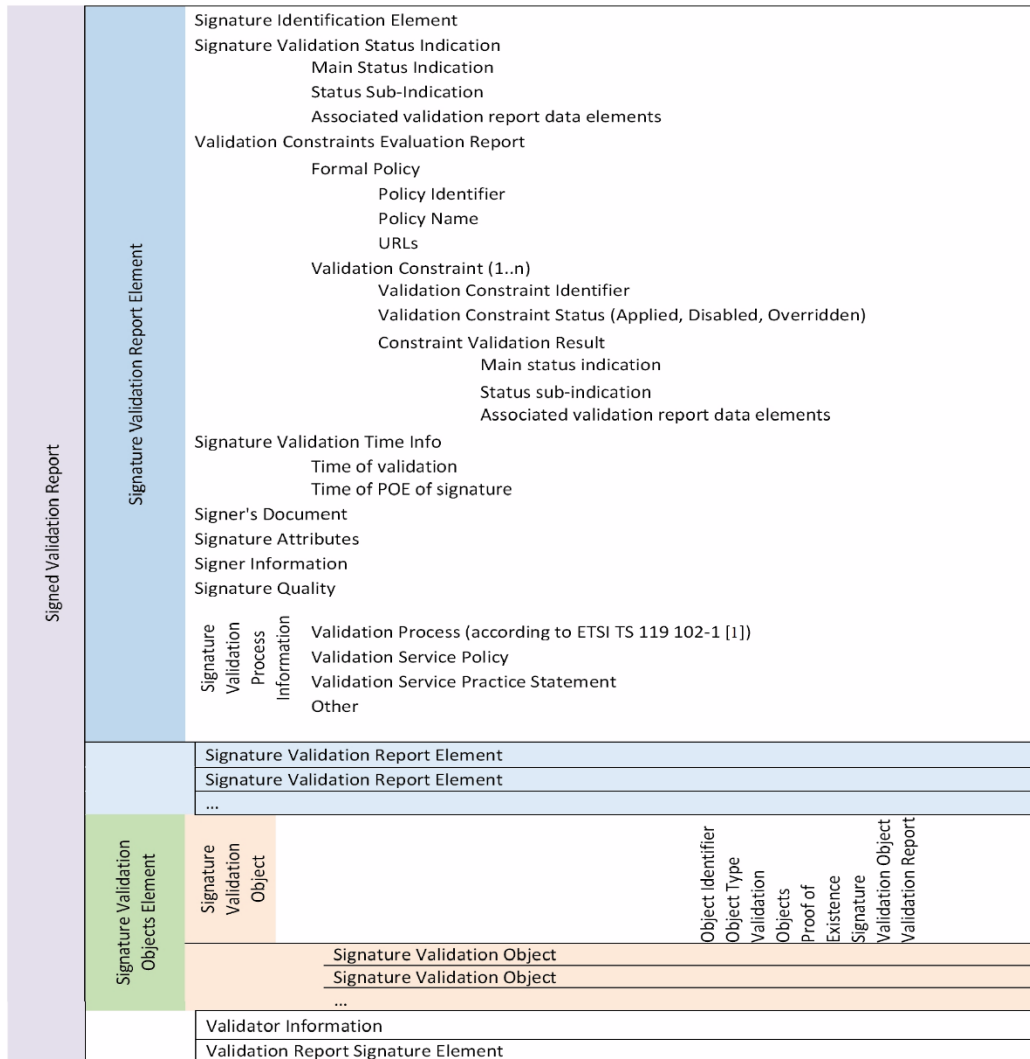 Signed Validation Report
Signature Validation Report Element
Signature Identification Element
Signature Validation Status Indication
Main Status Indication
Status Sub-Indication
Associated validation report data elements
Validation Constraints Evaluation Report
Formal Policy
Policy Identifier
Policy Name
URLs
Validation Constraint (1..n)
Validation Constraint Identifier
Validation Constraint Status (Applied, Disabled, Overridden)
Constraint Validation Result
Main status indication
Status sub-indication
Associated validation report data elements
Signature Validation Time Info
Time of validation
Time of POE of signature
Signer's Document
Signature Attributes
Signer Information
Signature Quality
Signature
Validation
Process
Information
Validation Process (according to ETSI TS 119 102-1 [1])
Validation Service Policy
Validation Service Practice Statement
Other
Signature Validation Report Element
Signature Validation Report Element
...
Signature Validation
Objects Element
Signature
Validation
Object
Object Identifier
Object Type
Validation
Objects
Proof of
Existence
Signature
Validation Object
Validation Report
Signature Validation Object
Signature Validation Object
...
Validator Information
Validation Report Signature Element